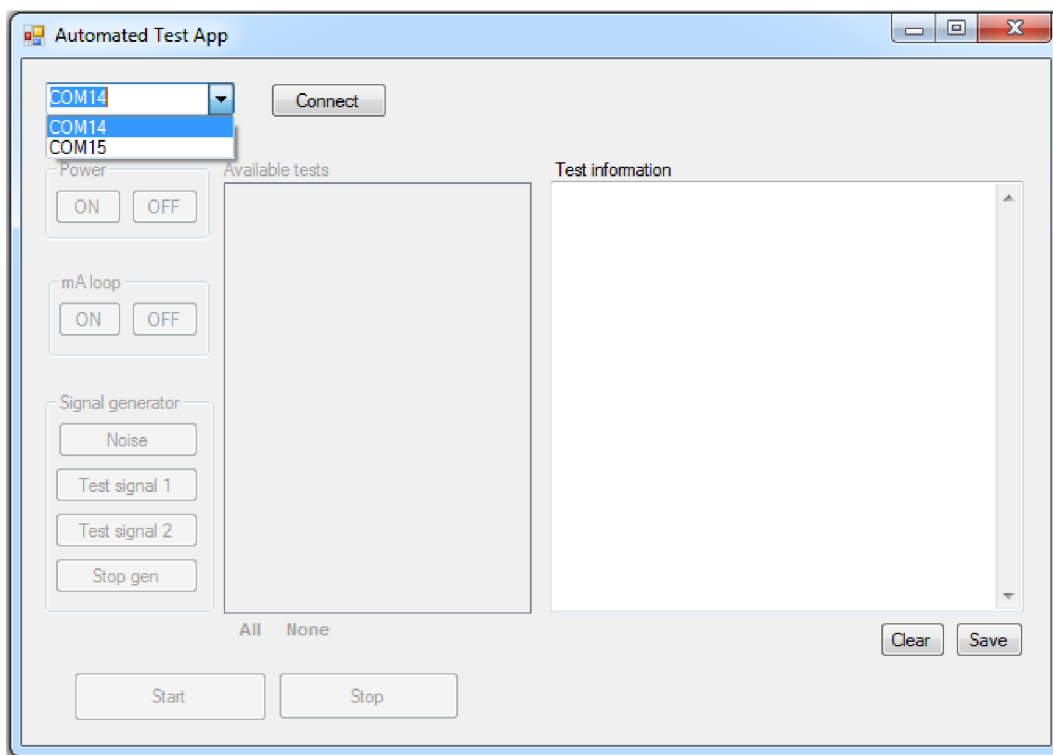 Automated Test App
COM14
Connect
COM14
COM15
Power
ON OFF
mA loop
ON OFF
Signal generator
Noise
Test signal 1
Test signal 2
Stop gen
Available tests
All None
Test information
Clear Save
Start Stop